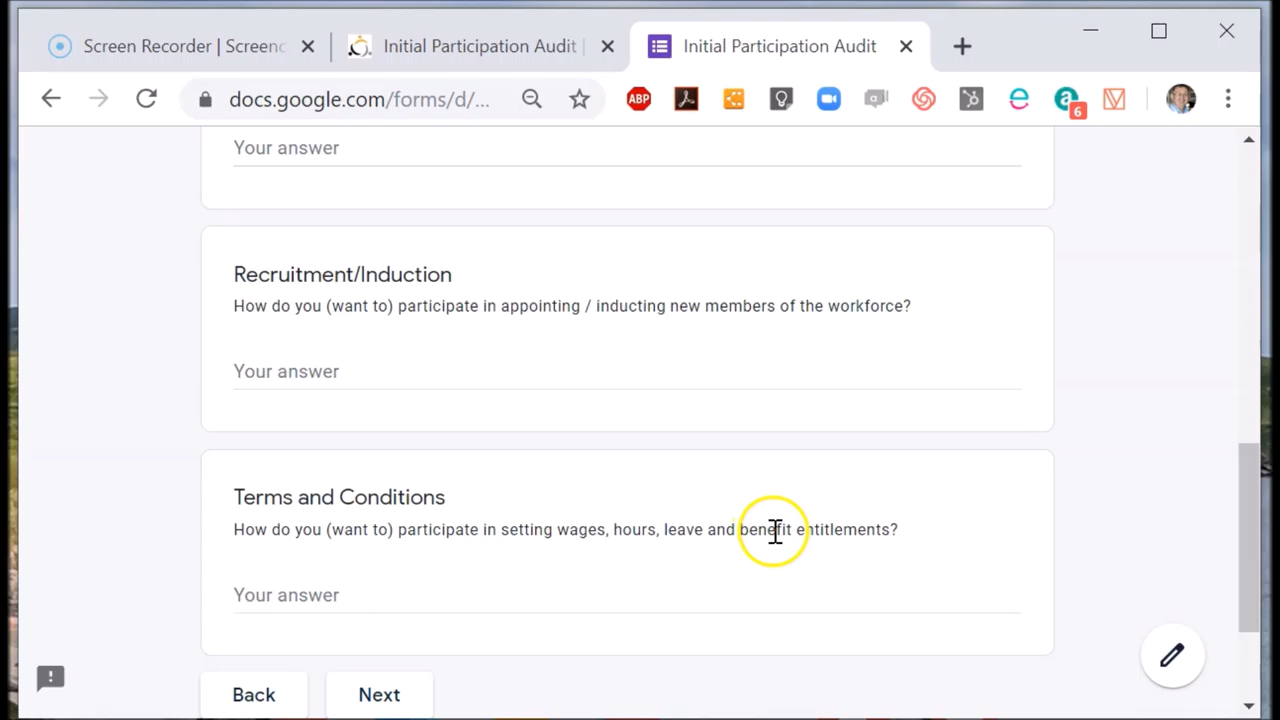 Screen Recorder | Screenc
Initial Participation Audit |
Initial Participation Audit
docs.google.com/forms/d/...
ABP
a
6
Your answer
Recruitment/Induction
How do you (want to) participate in appointing / inducting new members of the workforce?
Your answer
Terms and Conditions
How do you (want to) participate in setting wages, hours, leave and benefit entitlements?
Your answer
Back
Next